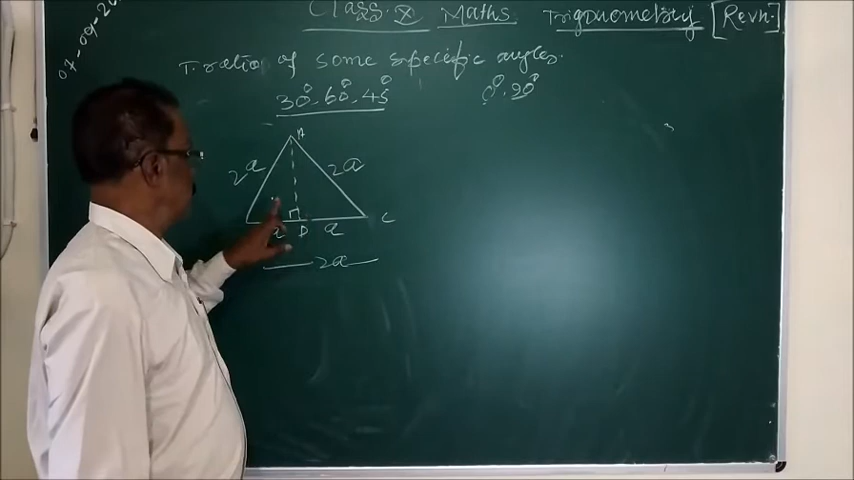 07-09-20
Class X Maths Trigonometry [Revn.]
T. ratio of some specific angles.
30° - 60° - 45° 0°. 90°
A
2a 2a
a D a C
2a